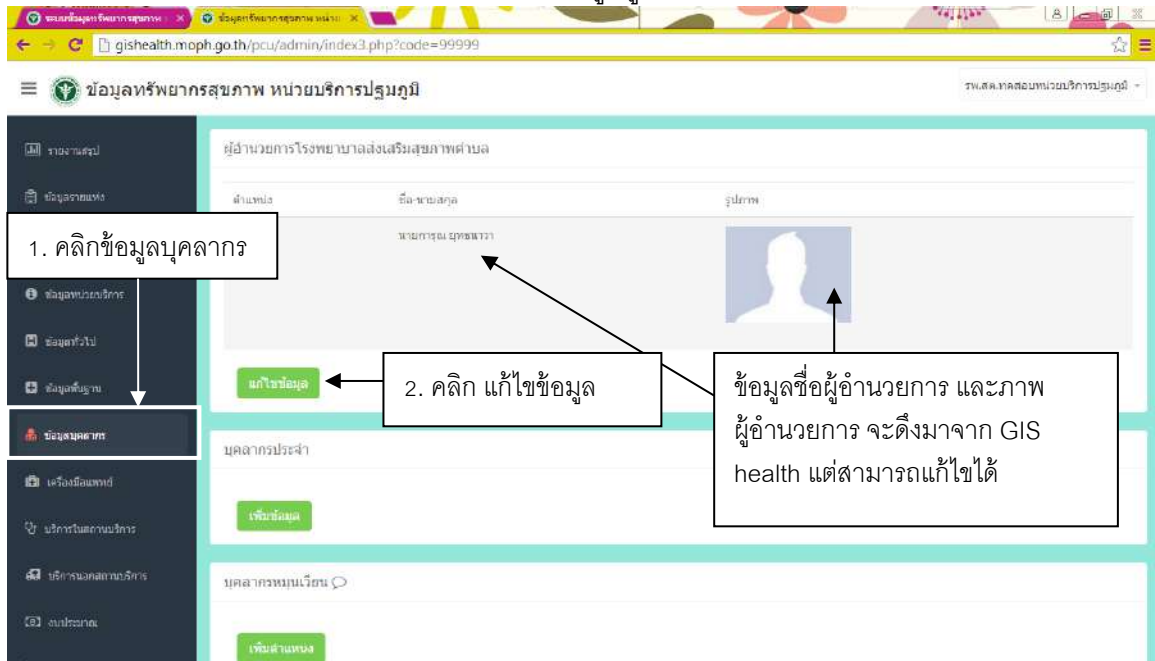 gishealth.moph.go.th/pcu/admin/index3.php?code=99999
ข้อมูลทรัพยากรสุขภาพ หน่วยบริการปฐมภูมิ
รพ.สต.ทดสอบหน่วยบริการปฐมภูมิ
รายงานสรุป
ผู้อำนวยการโรงพยาบาลส่งเสริมสุขภาพตำบล
ข้อมูลรายแห่ง
ตำแหน่ง ชื่อ-นามสกุล รูปภาพ
1. คลิกข้อมูลบุคลากร
นายการุณ ยุทธนาวา
ข้อมูลหน่วยบริการ
ข้อมูลทั่วไป
ข้อมูลพื้นฐาน
แก้ไขข้อมูล
2. คลิก แก้ไขข้อมูล
ข้อมูลชื่อผู้อำนวยการ และภาพ
ผู้อำนวยการ จะดึงมาจาก GIS
health แต่สามารถแก้ไขได้
ข้อมูลบุคลากร
บุคลากรประจำ
เครื่องมือแพทย์
เพิ่มข้อมูล
บริการในสถานบริการ
บริการนอกสถานบริการ
บุคลากรหมุนเวียน
งบประมาณ
เพิ่มตำแหน่ง